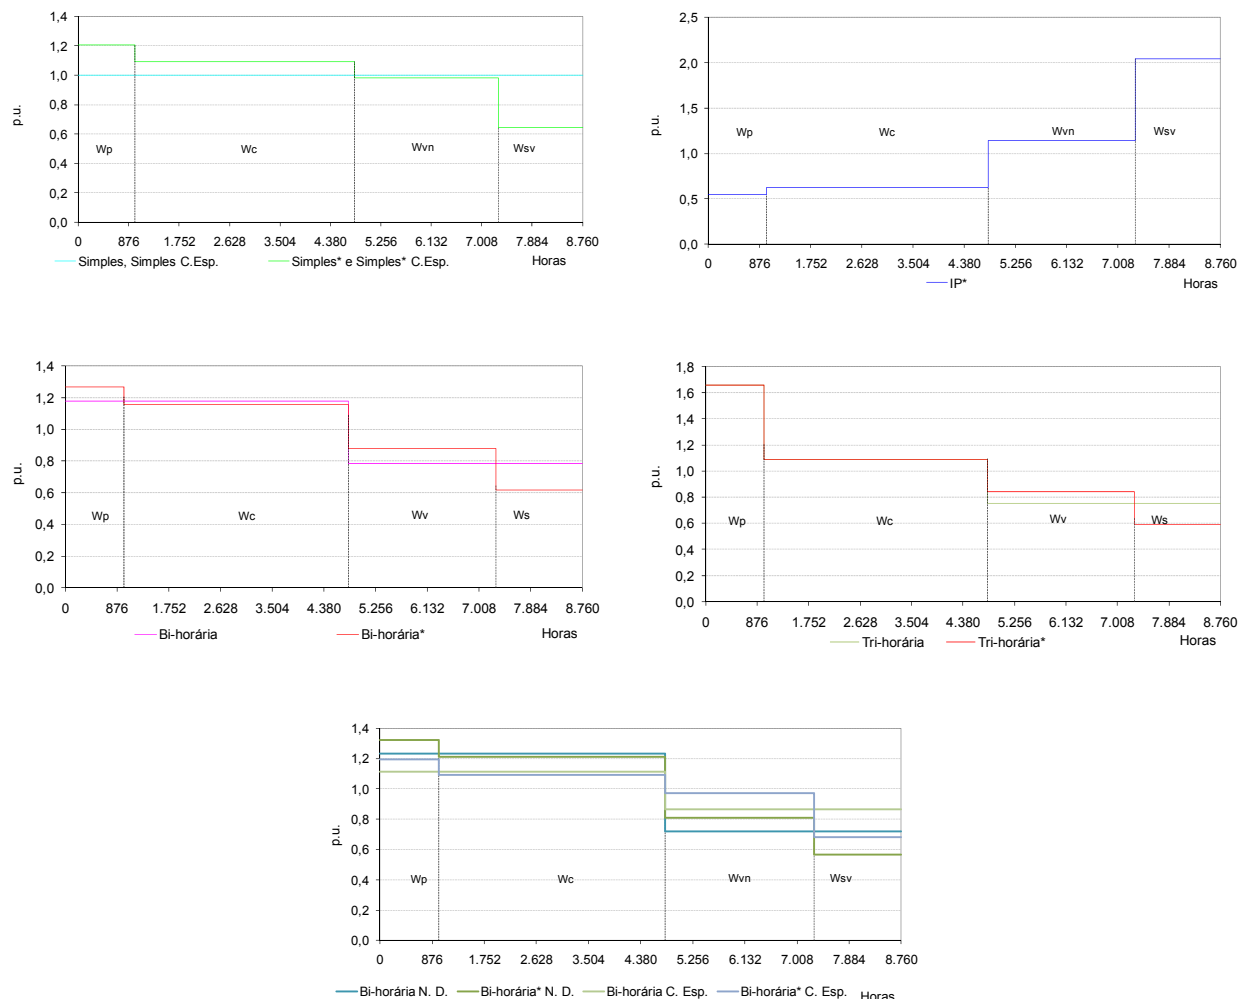 1,4
1,2
1,0
0,8
0,6
0,4
0,2
0,0
p.u.
Wp
Wc
Wvn
Wsv
0 876 1.752 2.628 3.504 4.380 5.256 6.132 7.008 7.884 8.760
Simples, Simples C.Esp. Simples* e Simples* C.Esp. Horas
2,5
2,0
1,5
1,0
0,5
0,0
p.u.
Wp
Wc
Wvn
Wsv
0 876 1.752 2.628 3.504 4.380 5.256 6.132 7.008 7.884 8.760
IP* Horas
1,4
1,2
1,0
0,8
0,6
0,4
0,2
0,0
p.u.
Wp
Wc
Wv
Ws
0 876 1.752 2.628 3.504 4.380 5.256 6.132 7.008 7.884 8.760
Bi-horária Bi-horária* Horas
1,8
1,6
1,4
1,2
1,0
0,8
0,6
0,4
0,2
0,0
p.u.
Wp
Wc
Wv
Ws
0 876 1.752 2.628 3.504 4.380 5.256 6.132 7.008 7.884 8.760
Tri-horária Tri-horária* Horas
1,4
1,2
1,0
0,8
0,6
0,4
0,2
0,0
p.u.
Wp
Wc
Wvn
Wsv
0 876 1.752 2.628 3.504 4.380 5.256 6.132 7.008 7.884 8.760
Bi-horária N. D. Bi-horária* N. D. Bi-horária C. Esp. Bi-horária* C. Esp. Horas